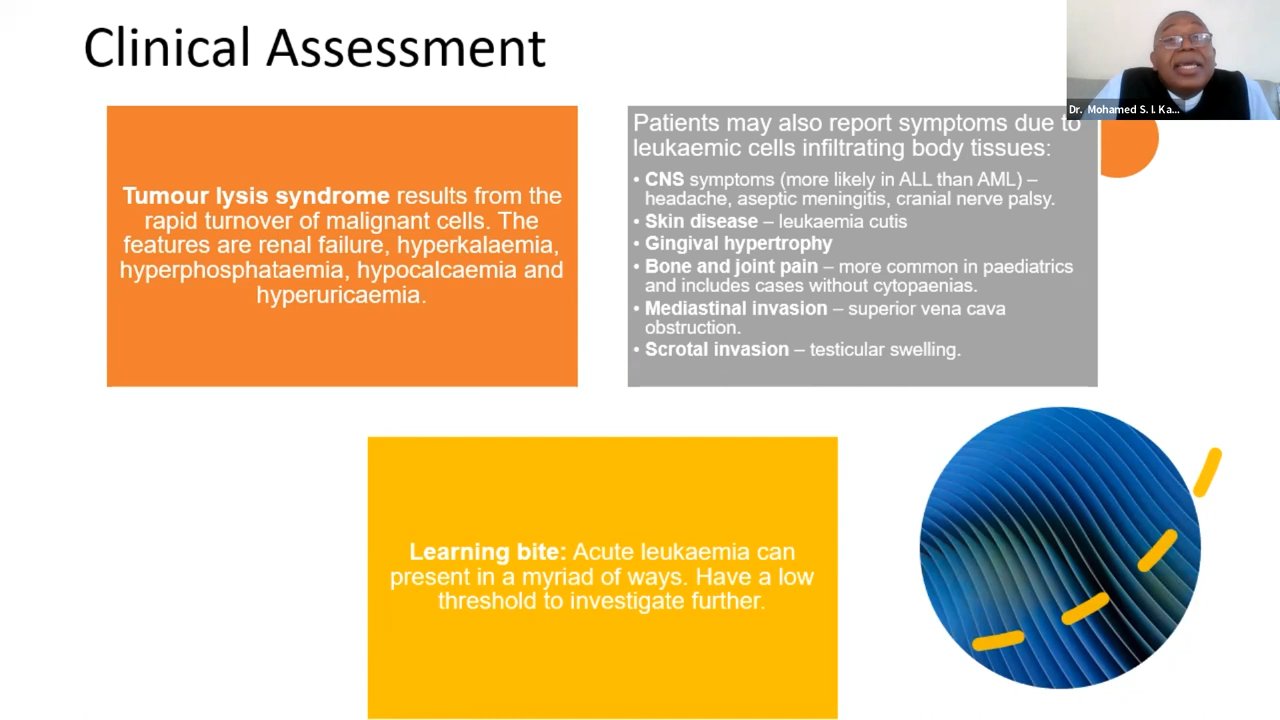 Clinical Assessment
Dr. Mohamed S. I. Ka...
Tumour lysis syndrome results from the
rapid turnover of malignant cells. The
features are renal failure, hyperkalaemia,
hyperphosphataemia, hypocalcaemia and
hyperuricaemia.
Patients may also report symptoms due to
leukaemic cells infiltrating body tissues:
• CNS symptoms (more likely in ALL than AML) –
headache, aseptic meningitis, cranial nerve palsy.
• Skin disease – leukaemia cutis
• Gingival hypertrophy
• Bone and joint pain – more common in paediatrics
and includes cases without cytopaenias.
• Mediastinal invasion – superior vena cava
obstruction.
• Scrotal invasion – testicular swelling.
Learning bite: Acute leukaemia can
present in a myriad of ways. Have a low
threshold to investigate further.